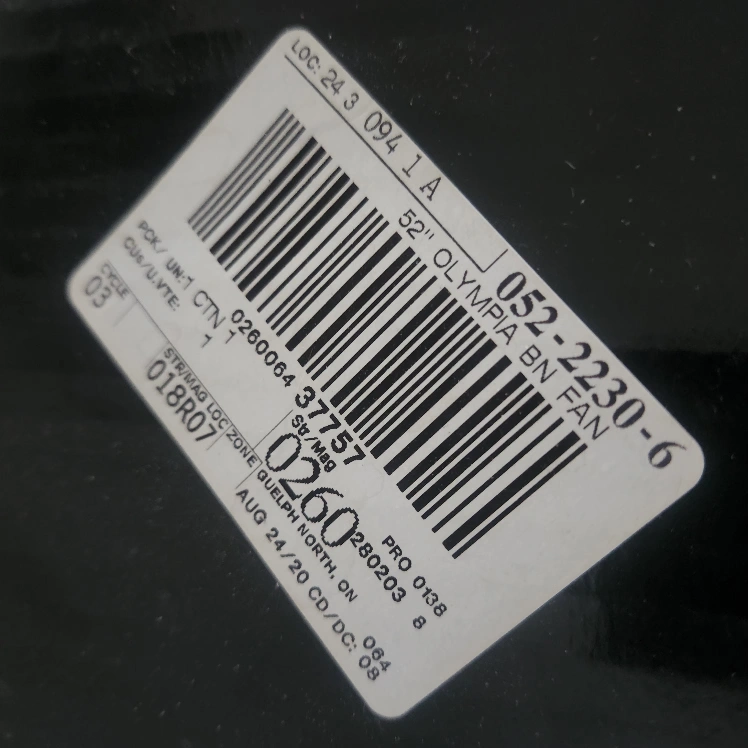 LOC: 24 3 094 1 A
052-2230-6
52" OLYMPIA BN FAN
PCK/ UN:1 CTN 1
CUs/U.VTE: 1
0260064 37757 280203 8
PRO 0138
CYCLE
03
STR/MAG LOC
018R07
ZONE
Str/Mag
0260
GUELPH NORTH, ON 064
AUG 24/20 CD/DC: 08